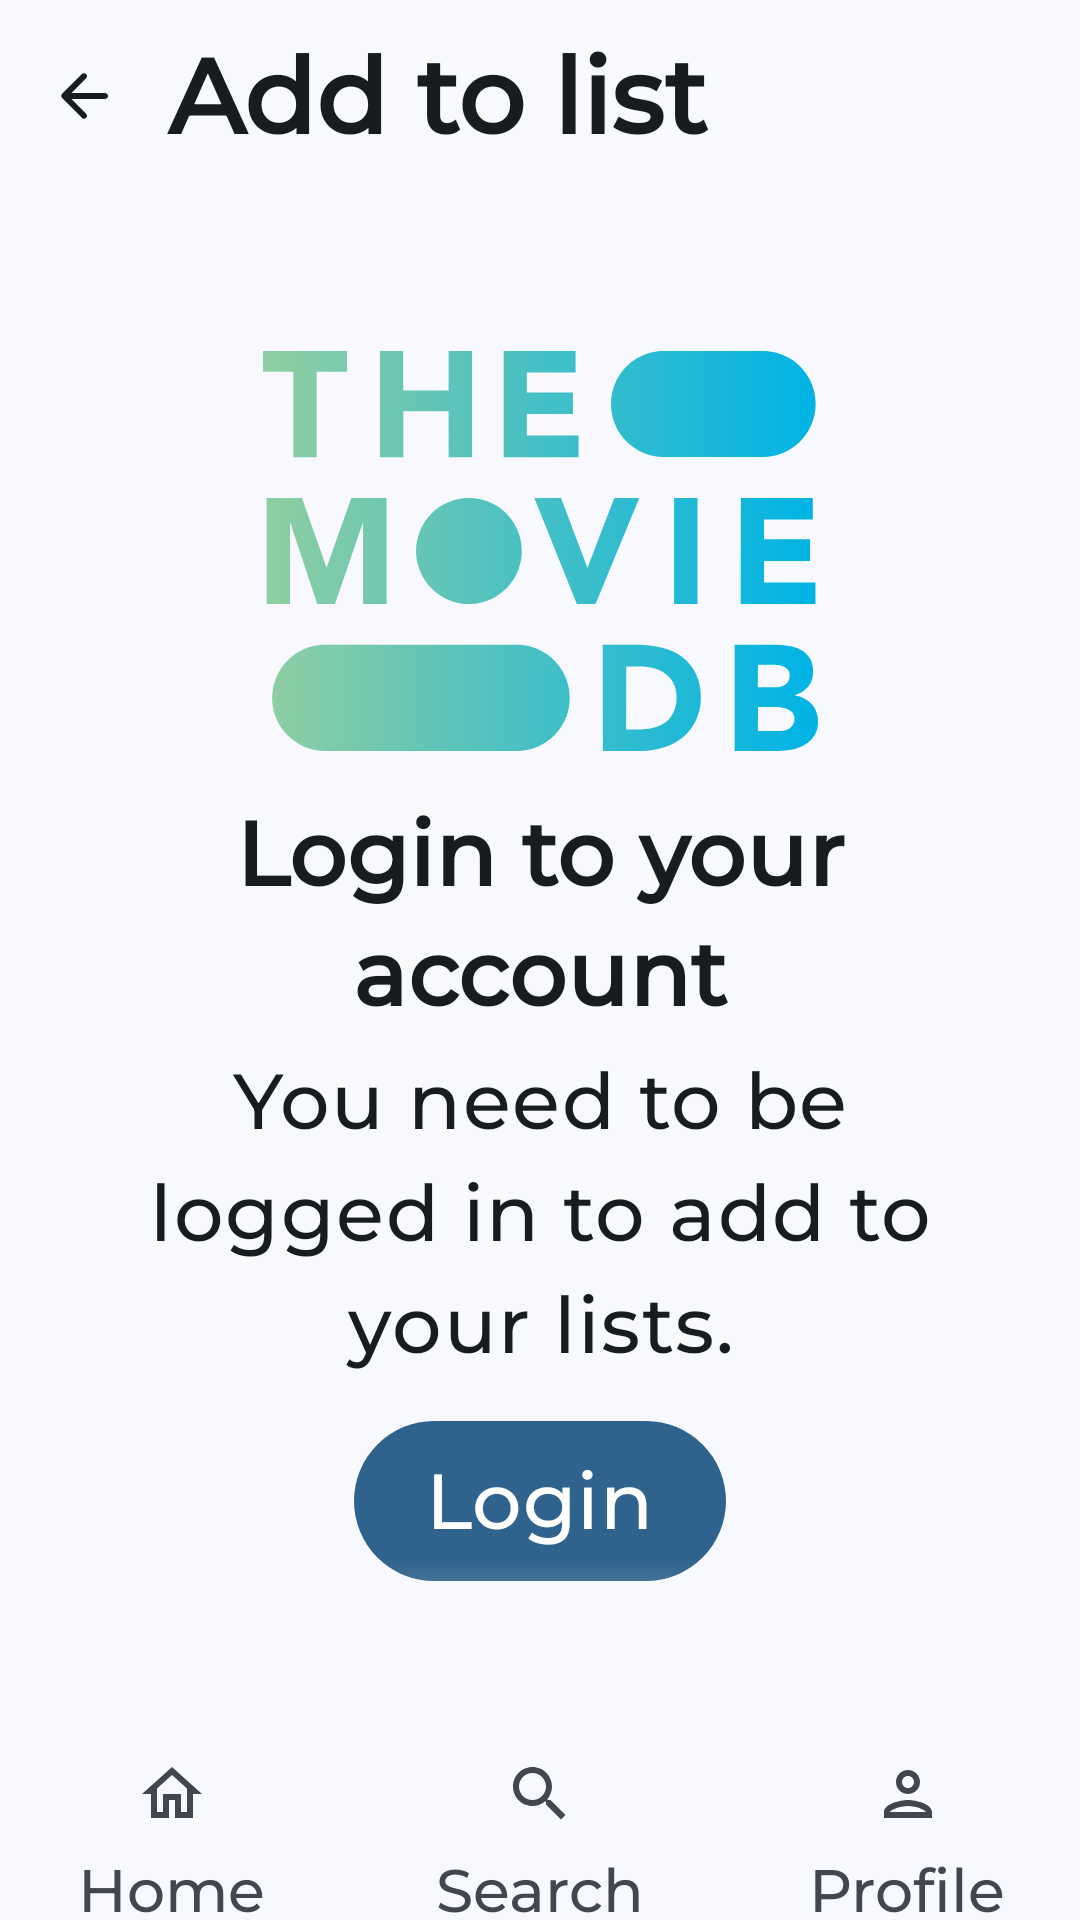 Add to list
THE
MOVIE
DB
Login to your
account
You need to be
logged in to add to
your lists.
Login
Home
Search
Profile